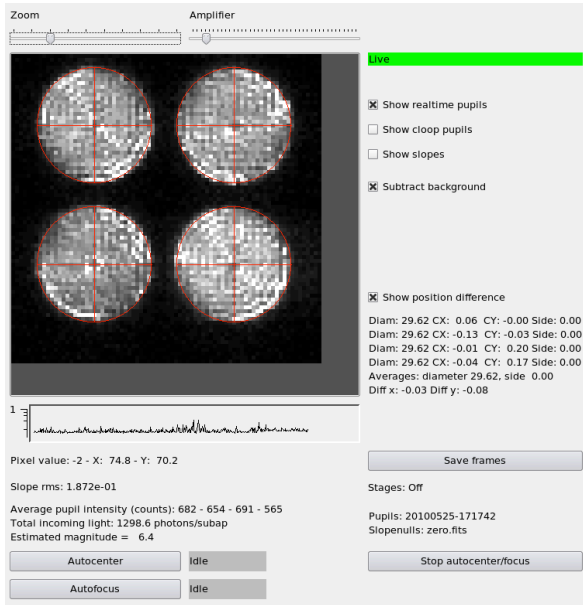 Zoom
Amplifier
Live
Show realtime pupils
Show cloop pupils
Show slopes
Subtract background
Show position difference
Diam: 29.62 CX: 0.06 CY: -0.00 Side: 0.00
Diam: 29.62 CX: -0.13 CY: -0.03 Side: 0.00
Diam: 29.62 CX: -0.01 CY: 0.20 Side: 0.00
Diam: 29.62 CX: -0.04 CY: 0.17 Side: 0.00
Averages: diameter 29.62, side 0.00
Diff x: -0.03 Diff y: -0.08
1
Pixel value: -2 - X: 74.8 - Y: 70.2
Save frames
Slope rms: 1.872e-01
Stages: Off
Average pupil intensity (counts): 682 - 654 - 691 - 565
Total incoming light: 1298.6 photons/subap
Estimated magnitude = 6.4
Pupils: 20100525-171742
Slopenulls: zero.fits
Autocenter
Idle
Stop autocenter/focus
Autofocus
Idle